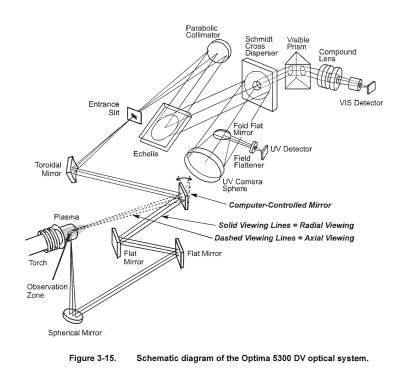 Parabolic
Collimator
Schmidt
Cross
Disperser
Visible
Prism
Compound
Lens
VIS Detector
Entrance
Slit
Echelle
Fold Flat
Mirror
UV Detector
Field
Flattener
UV Camera
Sphere
Toroidal
Mirror
Computer-Controlled Mirror
Plasma
Solid Viewing Lines = Radial Viewing
Dashed Viewing Lines = Axial Viewing
Torch
Flat
Mirror
Flat Mirror
Observation
Zone
Spherical Mirror
Figure 3-15. Schematic diagram of the Optima 5300 DV optical system.